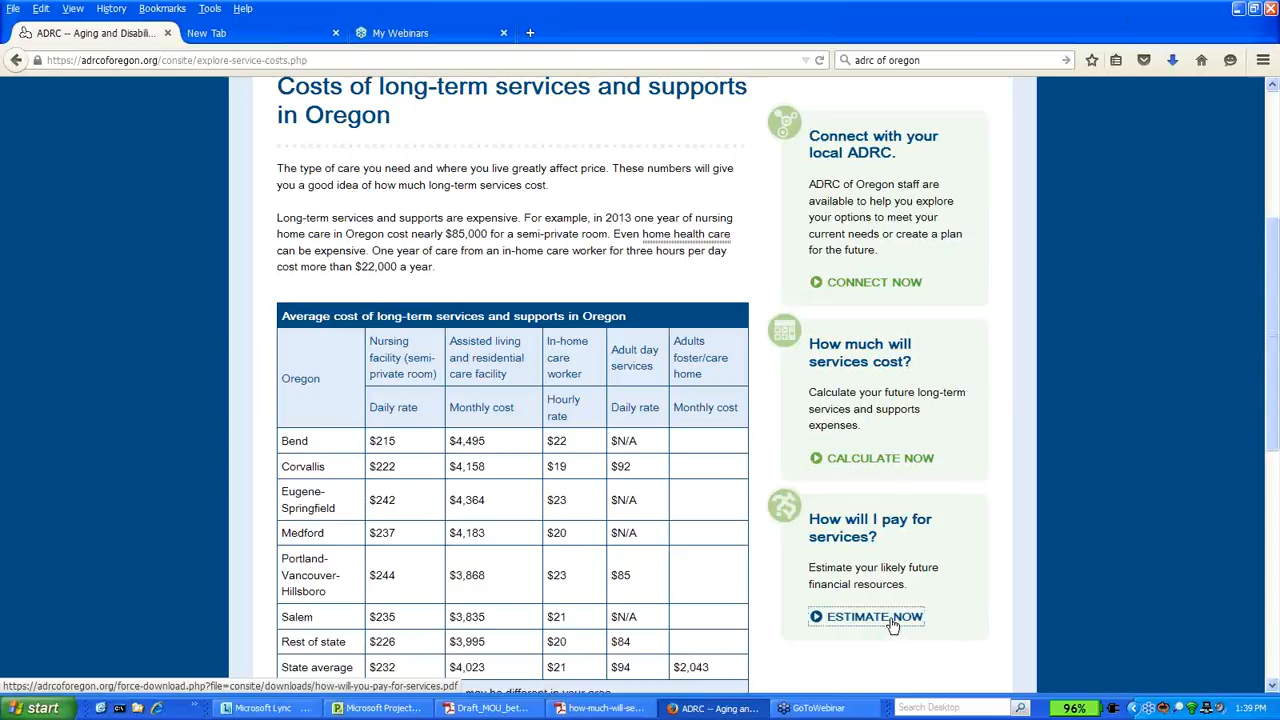 File Edit View History Bookmarks Tools Help
ADRC -- Aging and Disabili... × New Tab × My Webinars × +
https://adrcoforegon.org/consite/explore-service-costs.php
adrc of oregon
Costs of long-term services and supports
in Oregon
The type of care you need and where you live greatly affect price. These numbers will give
you a good idea of how much long-term services cost.
Long-term services and supports are expensive. For example, in 2013 one year of nursing
home care in Oregon cost nearly $85,000 for a semi-private room. Even home health care
can be expensive. One year of care from an in-home care worker for three hours per day
cost more than $22,000 a year.
Average cost of long-term services and supports in Oregon
Oregon
Nursing
facility (semi-
private room)
Assisted living
and residential
care facility
In-home
care
worker
Adult day
services
Adults
foster/care
home
Daily rate
Monthly cost
Hourly
rate
Daily rate
Monthly cost
Bend $215 $4,495 $22 $N/A
Corvallis $222 $4,158 $19 $92
Eugene-
Springfield $242 $4,364 $23 $N/A
Medford $237 $4,183 $20 $N/A
Portland-
Vancouver-
Hillsboro $244 $3,868 $23 $85
Salem $235 $3,835 $21 $N/A
Rest of state $226 $3,995 $20 $84
State average $232 $4,023 $21 $94 $2,043
may be different in your area
Connect with your
local ADRC.
ADRC of Oregon staff are
available to help you explore
your options to meet your
current needs or create a plan
for the future.
CONNECT NOW
How much will
services cost?
Calculate your future long-term
services and supports
expenses.
CALCULATE NOW
How will I pay for
services?
Estimate your likely future
financial resources.
ESTIMATE NOW
https://adrcoforegon.org/force-download.php?file=consite/downloads/how-will-you-pay-for-services.pdf
start Microsoft Lync Microsoft Project... Draft_MOU_bet... how-much-will-se... ADRC -- Aging an... GoToWebinar Search Desktop 96% 1:39 PM